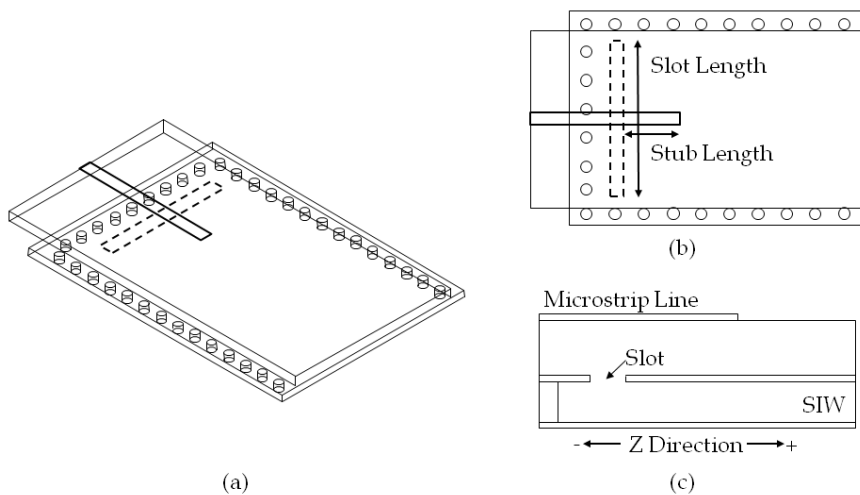 Slot Length
Stub Length
(b)
Microstrip Line
Slot
SIW
- Z Direction +
(a)
(c)